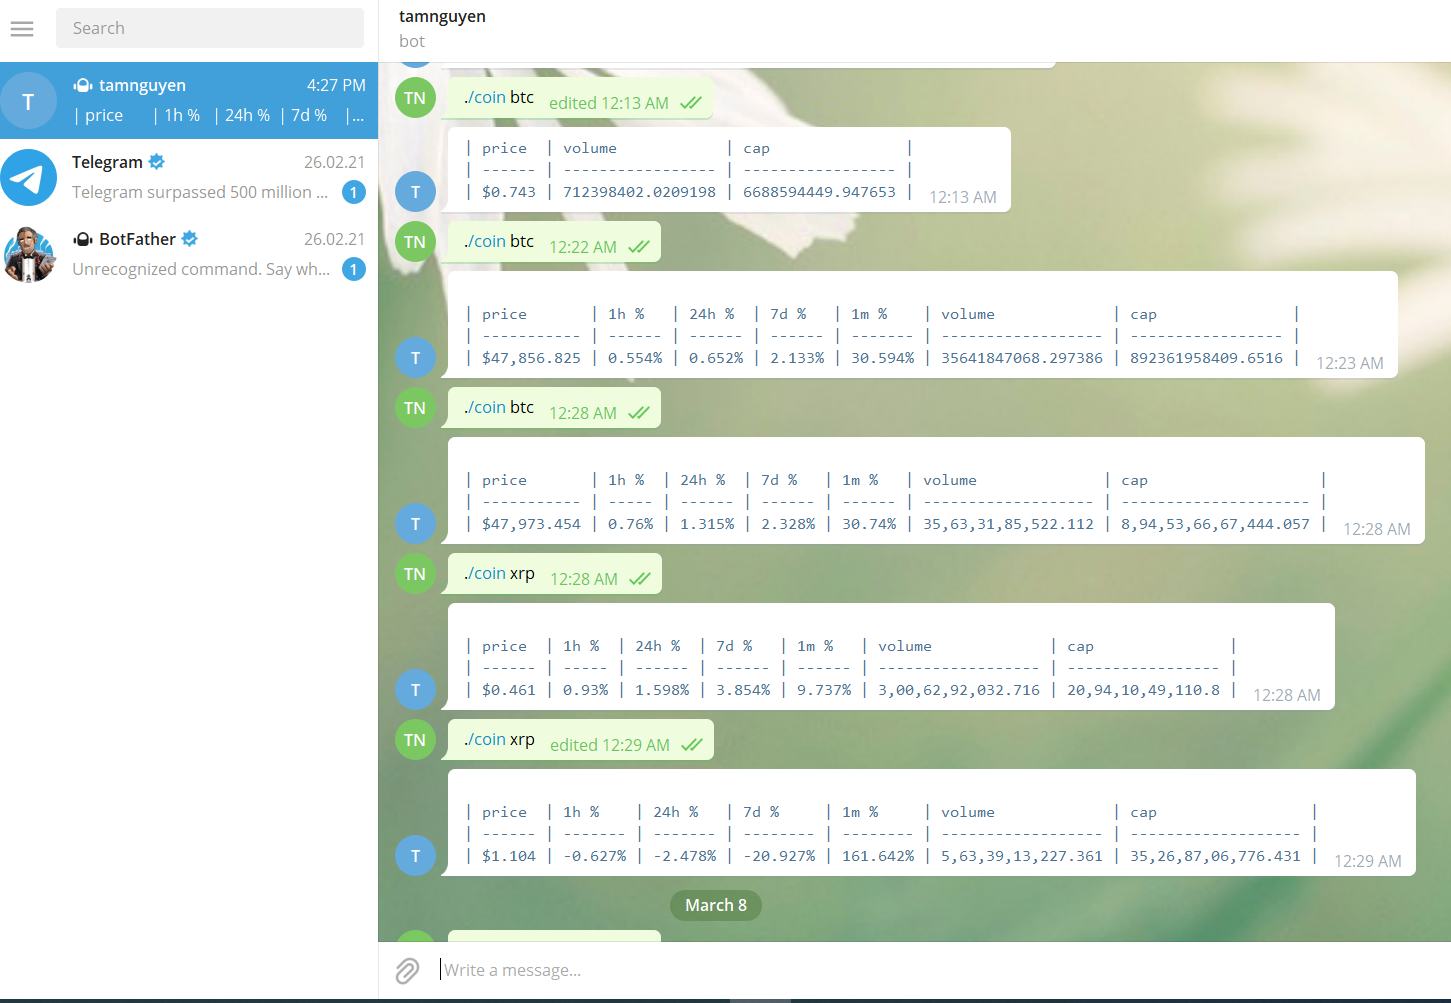 Search
T
tamnguyen 4:27 PM
| price | 1h % | 24h % | 7d % |...
Telegram 26.02.21
Telegram surpassed 500 million ... 1
BotFather 26.02.21
Unrecognized command. Say wh... 1
tamnguyen
bot
TN
./coin btc edited 12:13 AM
| price | volume | cap |
| ------ | ----------------- | ----------------- |
T
| $0.743 | 712398402.0209198 | 6688594449.947653 | 12:13 AM
TN
./coin btc 12:22 AM
| price | 1h % | 24h % | 7d % | 1m % | volume | cap |
| ----------- | ------ | ------ | ------ | ------- | ------------------ | ----------------- |
T
| $47,856.825 | 0.554% | 0.652% | 2.133% | 30.594% | 35641847068.297386 | 892361958409.6516 | 12:23 AM
TN
./coin btc 12:28 AM
| price | 1h % | 24h % | 7d % | 1m % | volume | cap |
| ----------- | ----- | ------ | ------ | ------ | ------------------- | --------------------- |
T
| $47,973.454 | 0.76% | 1.315% | 2.328% | 30.74% | 35,63,31,85,522.112 | 8,94,53,66,67,444.057 | 12:28 AM
TN
./coin xrp 12:28 AM
| price | 1h % | 24h % | 7d % | 1m % | volume | cap |
| ------ | ----- | ------ | ------ | ------ | ------------------ | ----------------- |
T
| $0.461 | 0.93% | 1.598% | 3.854% | 9.737% | 3,00,62,92,032.716 | 20,94,10,49,110.8 | 12:28 AM
TN
./coin xrp edited 12:29 AM
| price | 1h % | 24h % | 7d % | 1m % | volume | cap |
| ------ | ------- | ------- | -------- | -------- | ------------------ | ------------------- |
T
| $1.104 | -0.627% | -2.478% | -20.927% | 161.642% | 5,63,39,13,227.361 | 35,26,87,06,776.431 | 12:29 AM
March 8
Write a message...